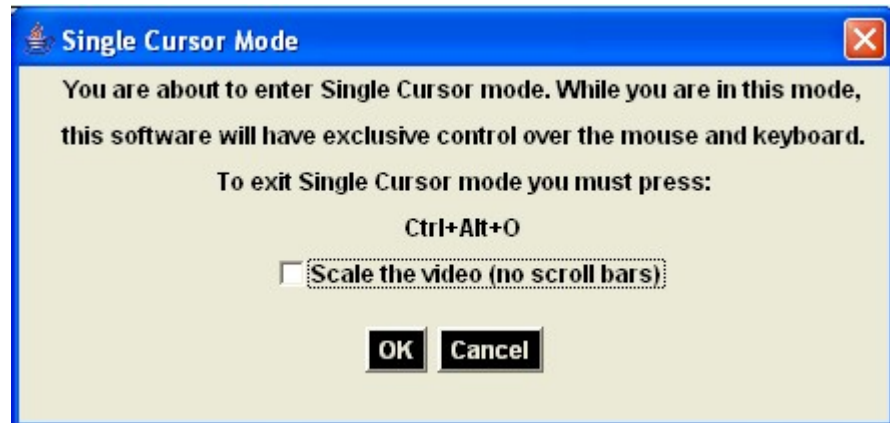 Single Cursor Mode
You are about to enter Single Cursor mode. While you are in this mode,
this software will have exclusive control over the mouse and keyboard.
To exit Single Cursor mode you must press:
Ctrl+Alt+O
Scale the video (no scroll bars)
OK Cancel